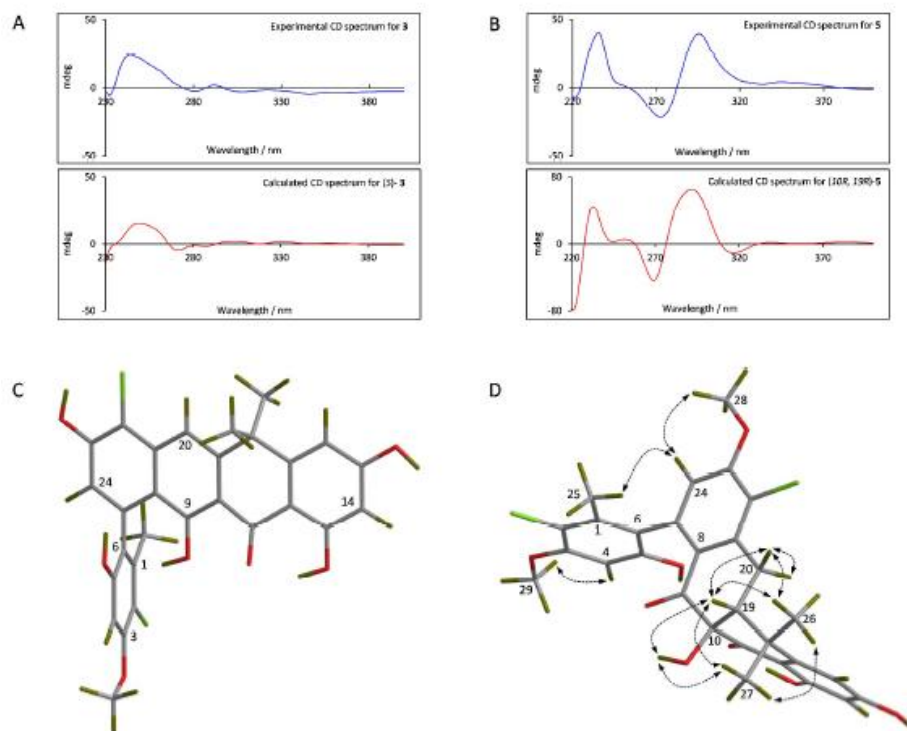 A
Experimental CD spectrum for 3
50
0
-50
mdeg
230 280 330 380
Wavelength / nm
Calculated CD spectrum for (S)- 3
50
0
-50
mdeg
230 280 330 380
Wavelength / nm
B
Experimental CD spectrum for 5
50
0
-50
mdeg
220 270 320 370
Wavelength / nm
Calculated CD spectrum for (10R, 19R)-5
80
0
-80
mdeg
220 270 320 370
Wavelength / nm
C
20
24
9
14
6
1
3
D
28
25
24
6
1
8
4
20
29
19
26
10
27